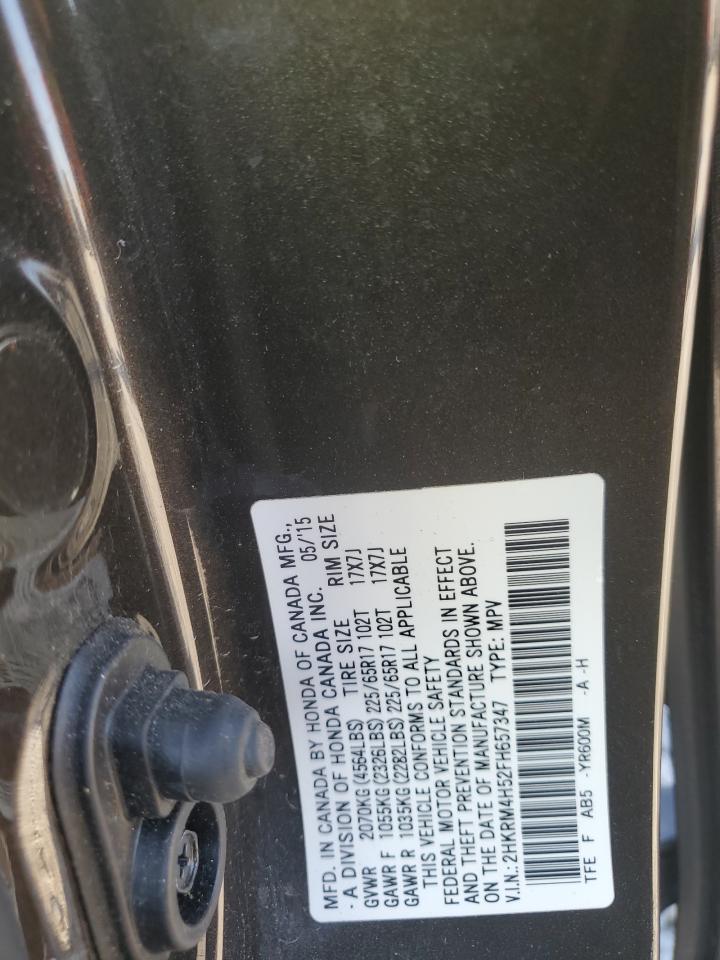 MFD. IN CANADA BY HONDA OF CANADA MFG.,
- A DIVISION OF HONDA CANADA INC. 05/'15
GVWR 2070KG (4564LBS) TIRE SIZE RIM SIZE
GAWR F 1055KG (2326LBS) 225/65R17 102T 17X7J
GAWR R 1035KG (2282LBS) 225/65R17 102T 17X7J
THIS VEHICLE CONFORMS TO ALL APPLICABLE
FEDERAL MOTOR VEHICLE SAFETY
AND THEFT PREVENTION STANDARDS IN EFFECT
ON THE DATE OF MANUFACTURE SHOWN ABOVE.
V.I.N.: 2HKRM4H52FH657347 TYPE: MPV
TFE F AB5 -YR600M -A -H